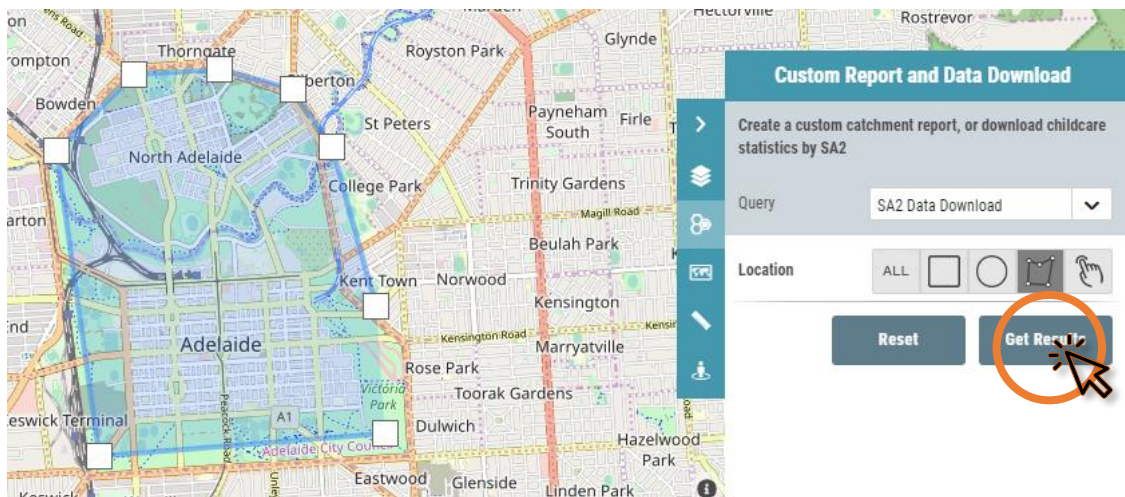 Hectorville
Rostrevor
Glynde
Royston Park
Thorngate
Gilberton
Bowden
Payneham
South
Firle
St Peters
North Adelaide
College Park
Trinity Gardens
Magill Road
Beulah Park
Kent Town
Norwood
Kensington
Adelaide
Kensington Road
Marryatville
Rose Park
Victoria
Park
Toorak Gardens
Peacock Road
A1
Dulwich
Adelaide City Council
Hazelwood
Park
Eastwood
Glenside
Linden Park
Custom Report and Data Download
Create a custom catchment report, or download childcare
statistics by SA2
Query
SA2 Data Download
Location
ALL
Reset
Get Results